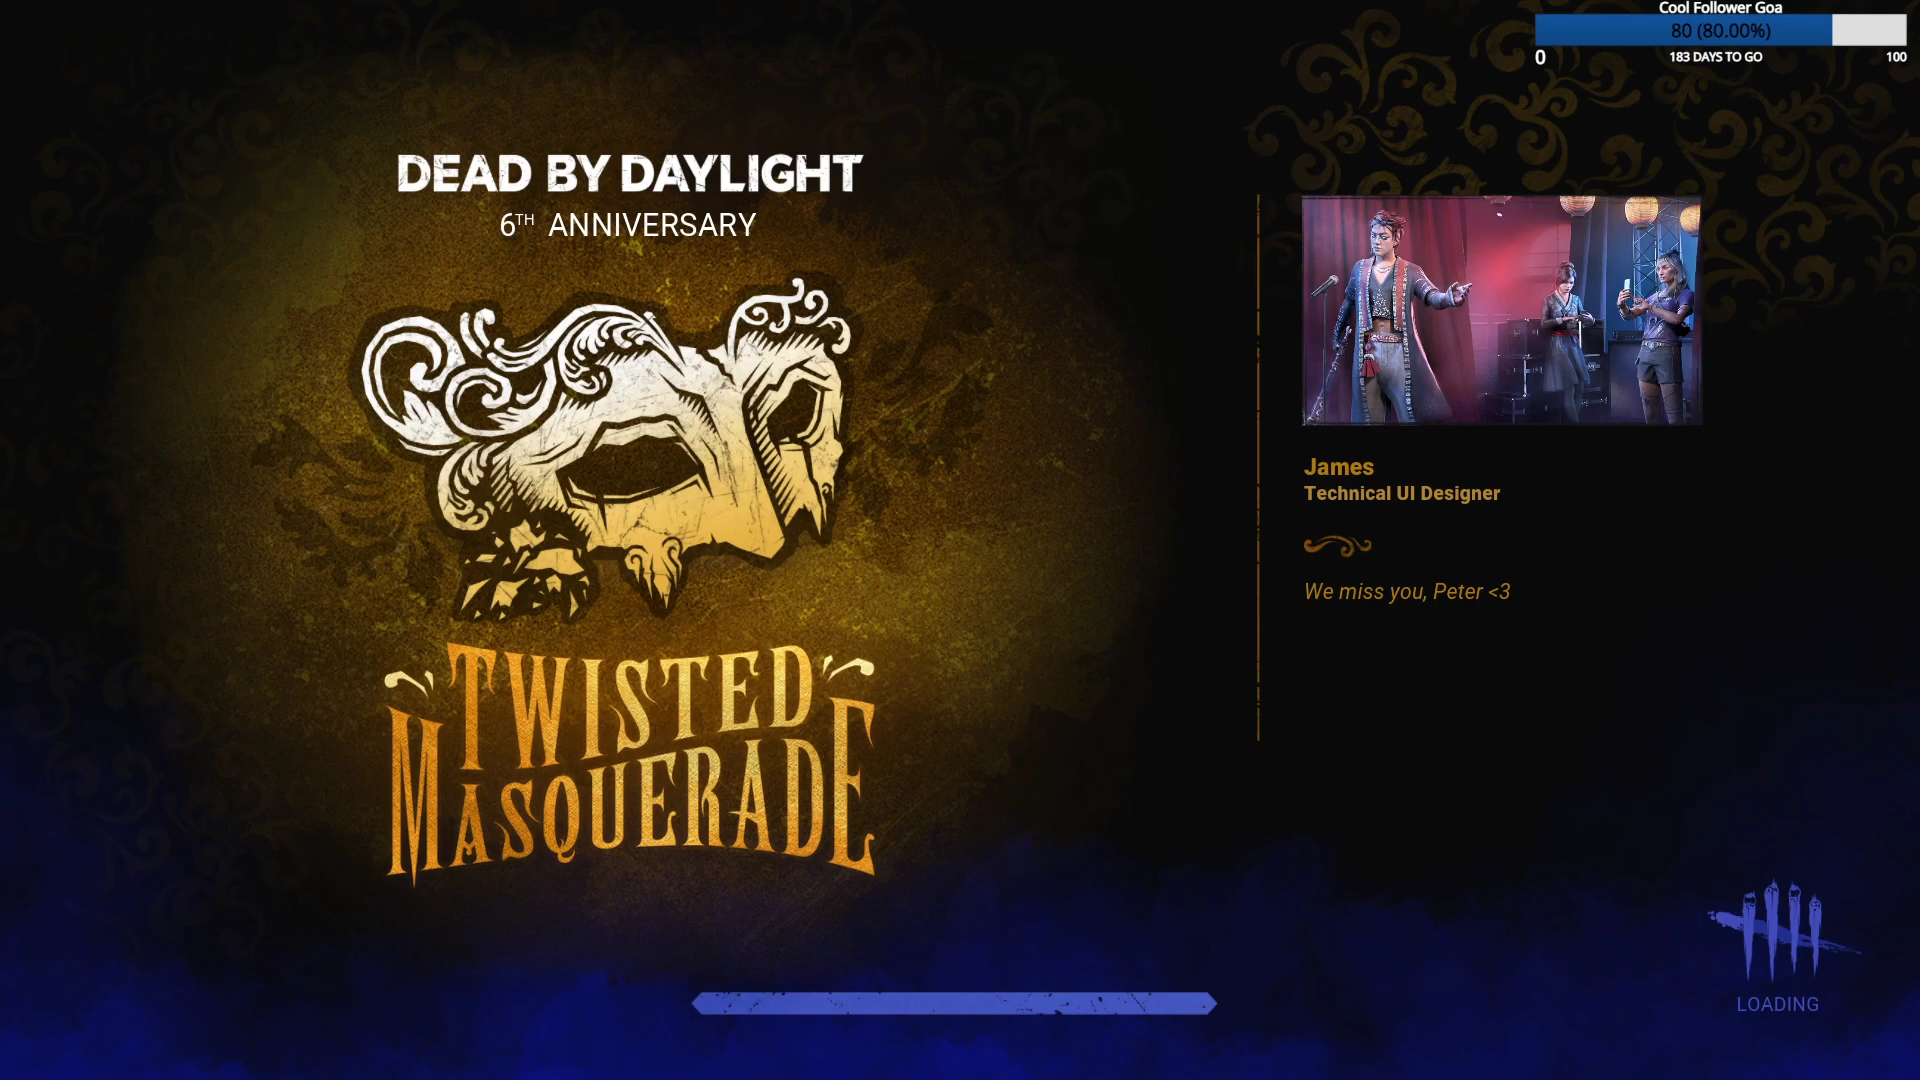 Cool Follower Goa
80 (80.00%)
0 183 DAYS TO GO 100
DEAD BY DAYLIGHT
6TH ANNIVERSARY
TWISTED
MASQUERADE
James
Technical UI Designer
We miss you, Peter <3
LOADING